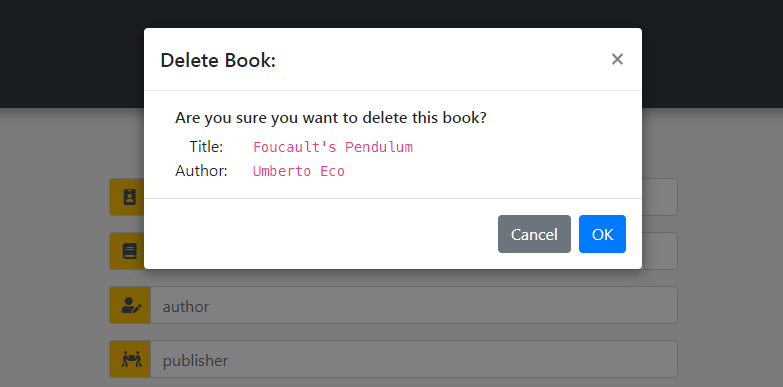 Delete Book: ×
Are you sure you want to delete this book?
Title: Foucault's Pendulum
Author: Umberto Eco
Cancel OK
author
publisher